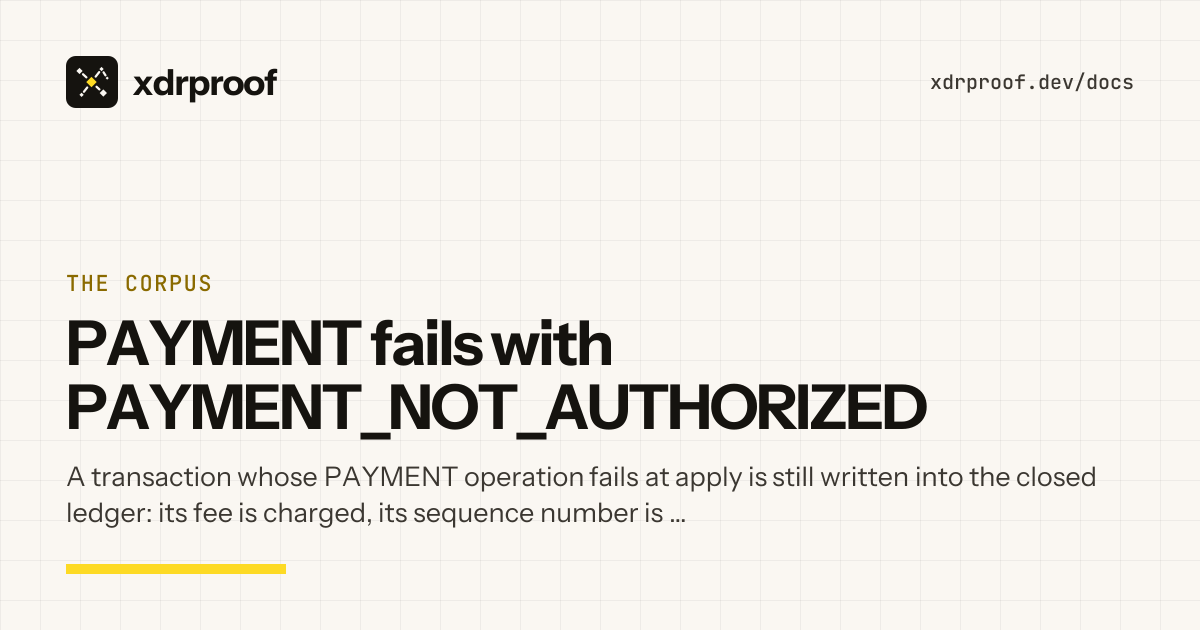 xdrproof
xdrproof.dev/docs
THE CORPUS
PAYMENT fails with
PAYMENT_NOT_AUTHORIZED
A transaction whose PAYMENT operation fails at apply is still written into the closed
ledger: its fee is charged, its sequence number is ...